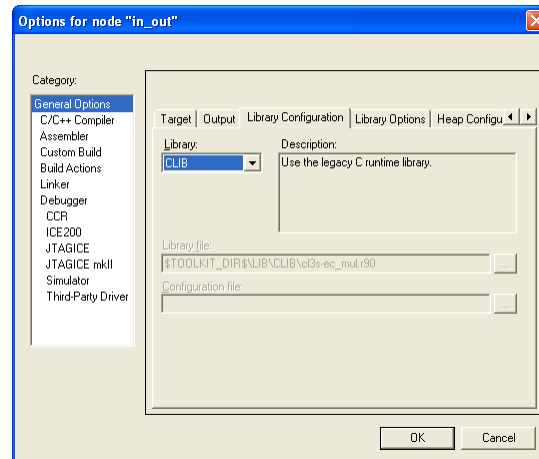 Options for node "in_out"
Category:
General Options
C/C++ Compiler
Assembler
Custom Build
Build Actions
Linker
Debugger
CCR
ICE200
JTAGICE
JTAGICE mkII
Simulator
Third-Party Driver
Target Output Library Configuration Library Options Heap Configu
Library: Description:
CLIB Use the legacy C runtime library.
Library file:
$TOOLKIT_DIR$\LIB\CLIB\cl3s-ec_mul.r90 ...
Configuration file:
...
OK Cancel